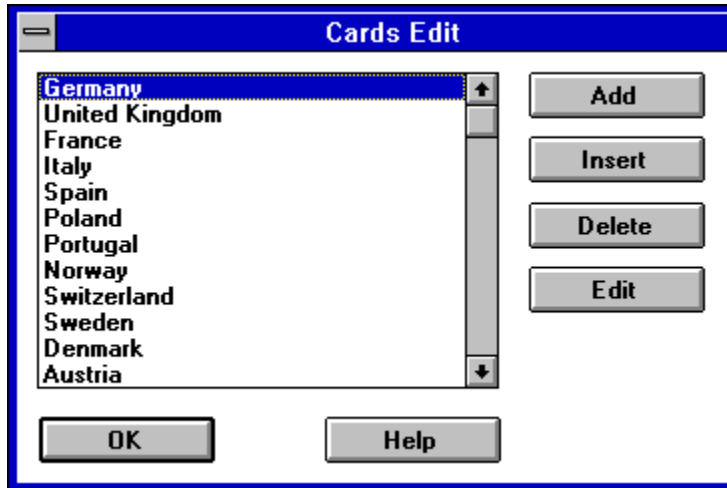 Cards Edit
Germany
United Kingdom
France
Italy
Spain
Poland
Portugal
Norway
Switzerland
Sweden
Denmark
Austria
Add
Insert
Delete
Edit
OK
Help